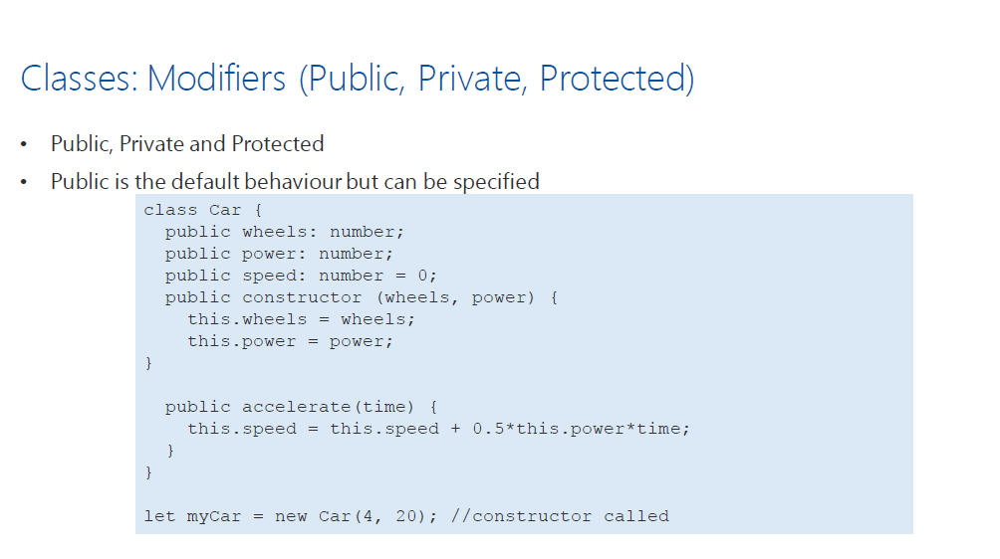 Classes: Modifiers (Public, Private, Protected)
• Public, Private and Protected
• Public is the default behaviour but can be specified
class Car {
  public wheels: number;
  public power: number;
  public speed: number = 0;
  public constructor (wheels, power) {
    this.wheels = wheels;
    this.power = power;
}
  public accelerate(time) {
    this.speed = this.speed + 0.5*this.power*time;
  }
}
let myCar = new Car(4, 20); //constructor called